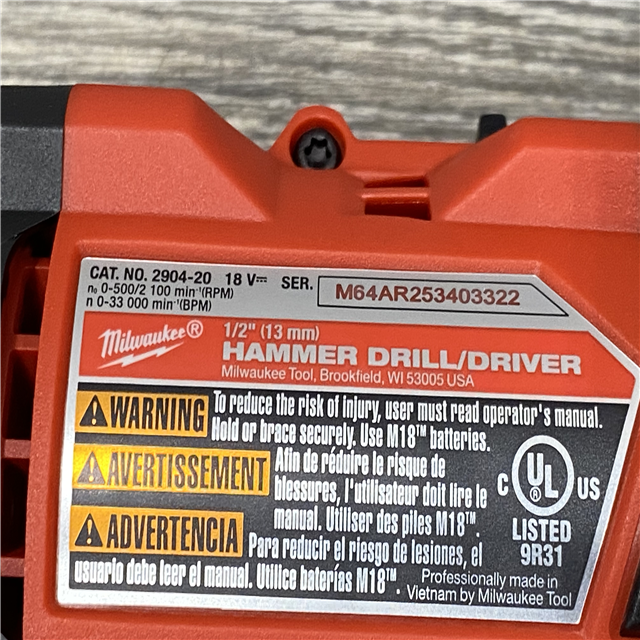 CAT. NO. 2904-20 18 V⎓ SER. M64AR253403322
n₀ 0-500/2 100 min⁻¹(RPM)
n 0-33 000 min⁻¹(BPM)
Milwaukee® 1/2" (13 mm)
HAMMER DRILL/DRIVER
Milwaukee Tool, Brookfield, WI 53005 USA
⚠WARNING To reduce the risk of injury, user must read operator's manual.
Hold or brace securely. Use M18™ batteries.
⚠AVERTISSEMENT Afin de réduire le risque de
blessures, l'utilisateur doit lire le
manual. Utiliser des piles M18™.
⚠ADVERTENCIA Para reducir el riesgo de lesiones, el
usuario debe leer el manual. Utilice baterías M18™.
C UL® US
LISTED
9R31
Professionally made in
Vietnam by Milwaukee Tool